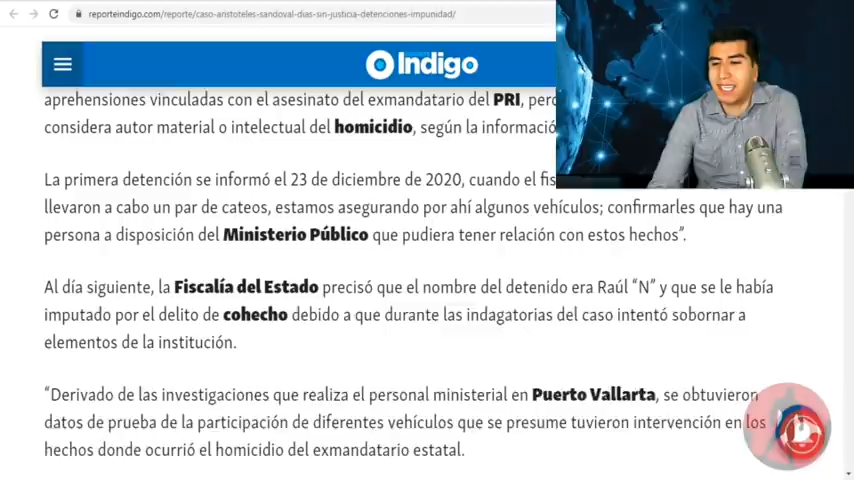 reporteindigo.com/reporte/caso-aristoteles-sandoval-dias-sin-justicia-detenciones-impunidad/
Indigo
aprehensiones vinculadas con el asesinato del exmandatario del PRI,
considera autor material o intelectual del homicidio, según la
La primera detención se informó el 23 de diciembre de 2020, cuando el
llevaron a cabo un par de cateos, estamos asegurando por ahí algunos vehículos; confirmarles que hay una
persona a disposición del Ministerio Público que pudiera tener relación con estos hechos”.
Al día siguiente, la Fiscalía del Estado precisó que el nombre del detenido era Raúl “N” y que se le había
imputado por el delito de cohecho debido a que durante las indagatorias del caso intentó sobornar a
elementos de la institución.
“Derivado de las investigaciones que realiza el personal ministerial en Puerto Vallarta, se obtuvieron
datos de prueba de la participación de diferentes vehículos que se presume tuvieron intervención en los
hechos donde ocurrió el homicidio del exmandatario estatal.